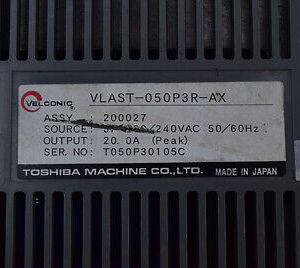 VELCONIC ® VLAST-050P3R-AX
ASSY. 200027
SOURCE: /240VAC 50/60Hz
OUTPUT: 20.0A (Peak)
SER. NO: T050P30105C
TOSHIBA MACHINE CO.,LTD. MADE IN JAPAN